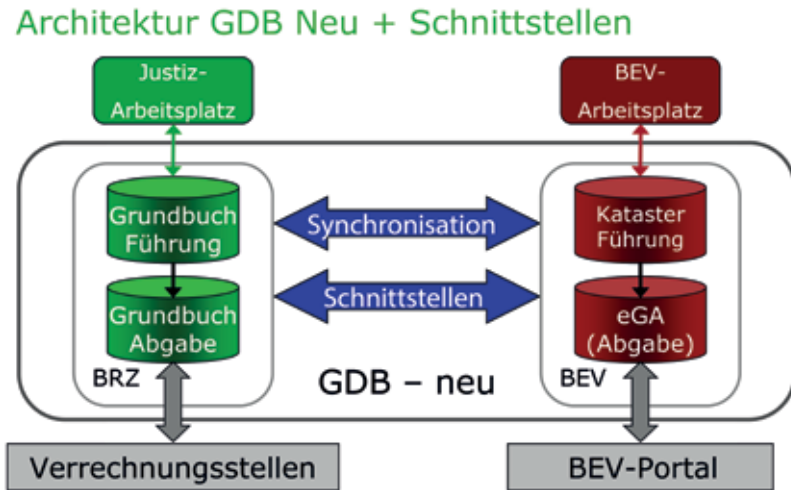 Architektur GDB Neu + Schnittstellen
Justiz-
Arbeitsplatz
BEV-
Arbeitsplatz
Grundbuch
Führung
Synchronisation
Kataster
Führung
Grundbuch
Abgabe
Schnittstellen
eGA
(Abgabe)
BRZ
GDB – neu
BEV
Verrechnungsstellen
BEV-Portal